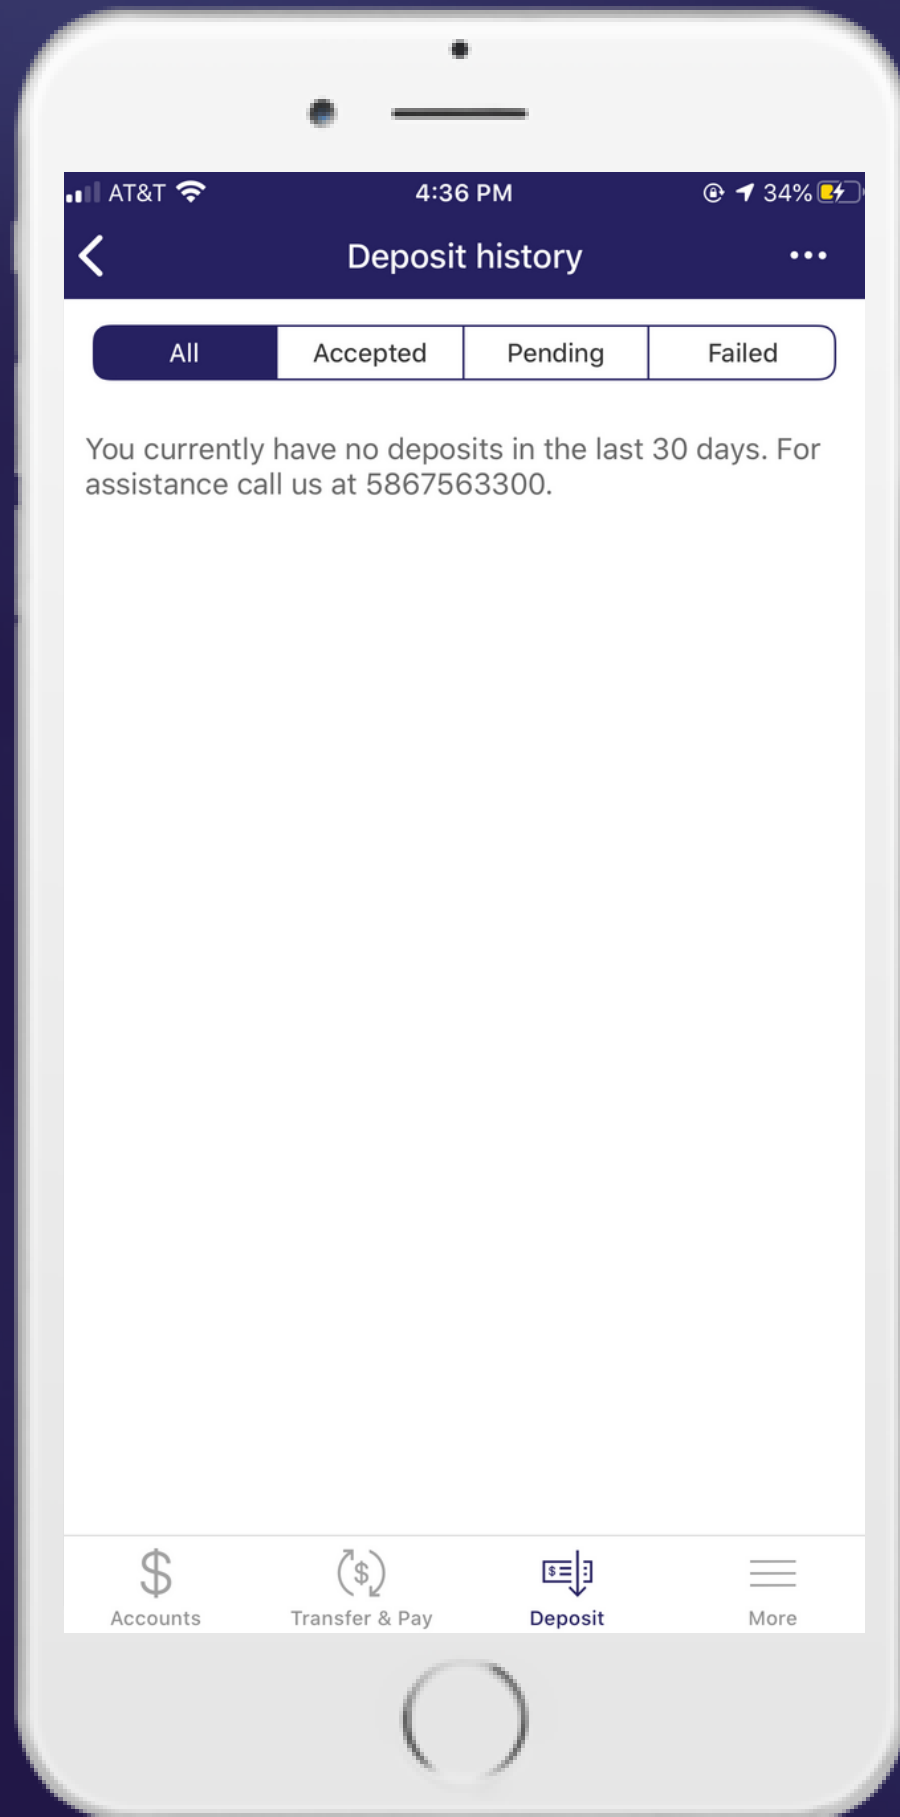 AT&T 4:36 PM 34%
Deposit history
All Accepted Pending Failed
You currently have no deposits in the last 30 days. For
assistance call us at 5867563300.
Accounts Transfer & Pay Deposit More